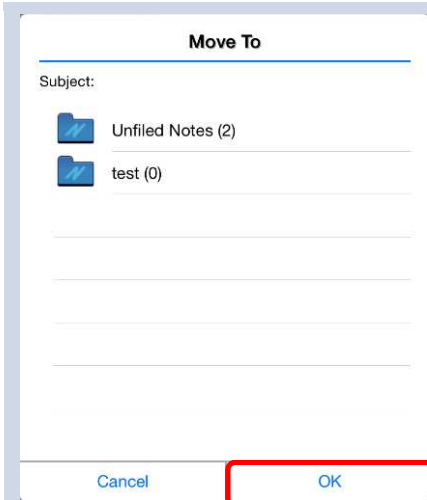 Move To
Subject:
Unfiled Notes (2)
test (0)
Cancel OK